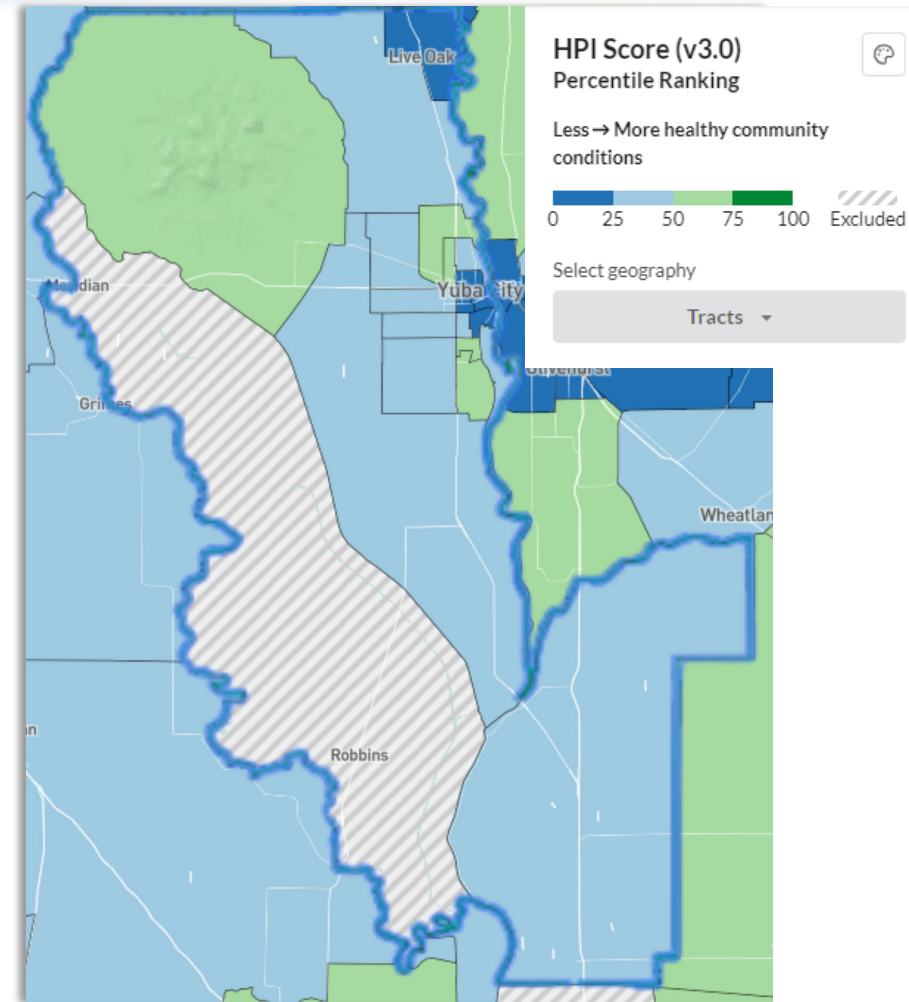 HPI Score (v3.0)
Percentile Ranking
Less → More healthy community
conditions
0 25 50 75 100 Excluded
Select geography
Tracts
Live Oak
Meridian
Yuba City
Grimes
Olivehurst
Wheatlan
Robbins
n